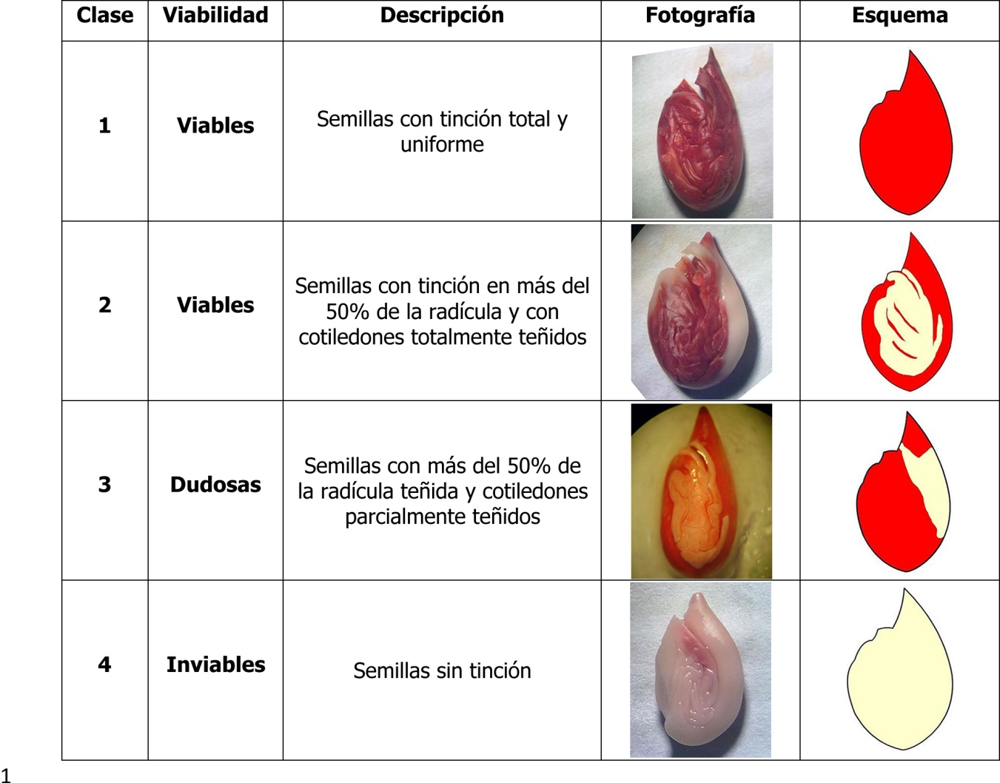 Clase Viabilidad Descripción Fotografía Esquema
1 Viables Semillas con tinción total y
uniforme
2 Viables Semillas con tinción en más del
50% de la radícula y con
cotiledones totalmente teñidos
3 Dudosas Semillas con más del 50% de
la radícula teñida y cotiledones
parcialmente teñidos
4 Inviables Semillas sin tinción
1